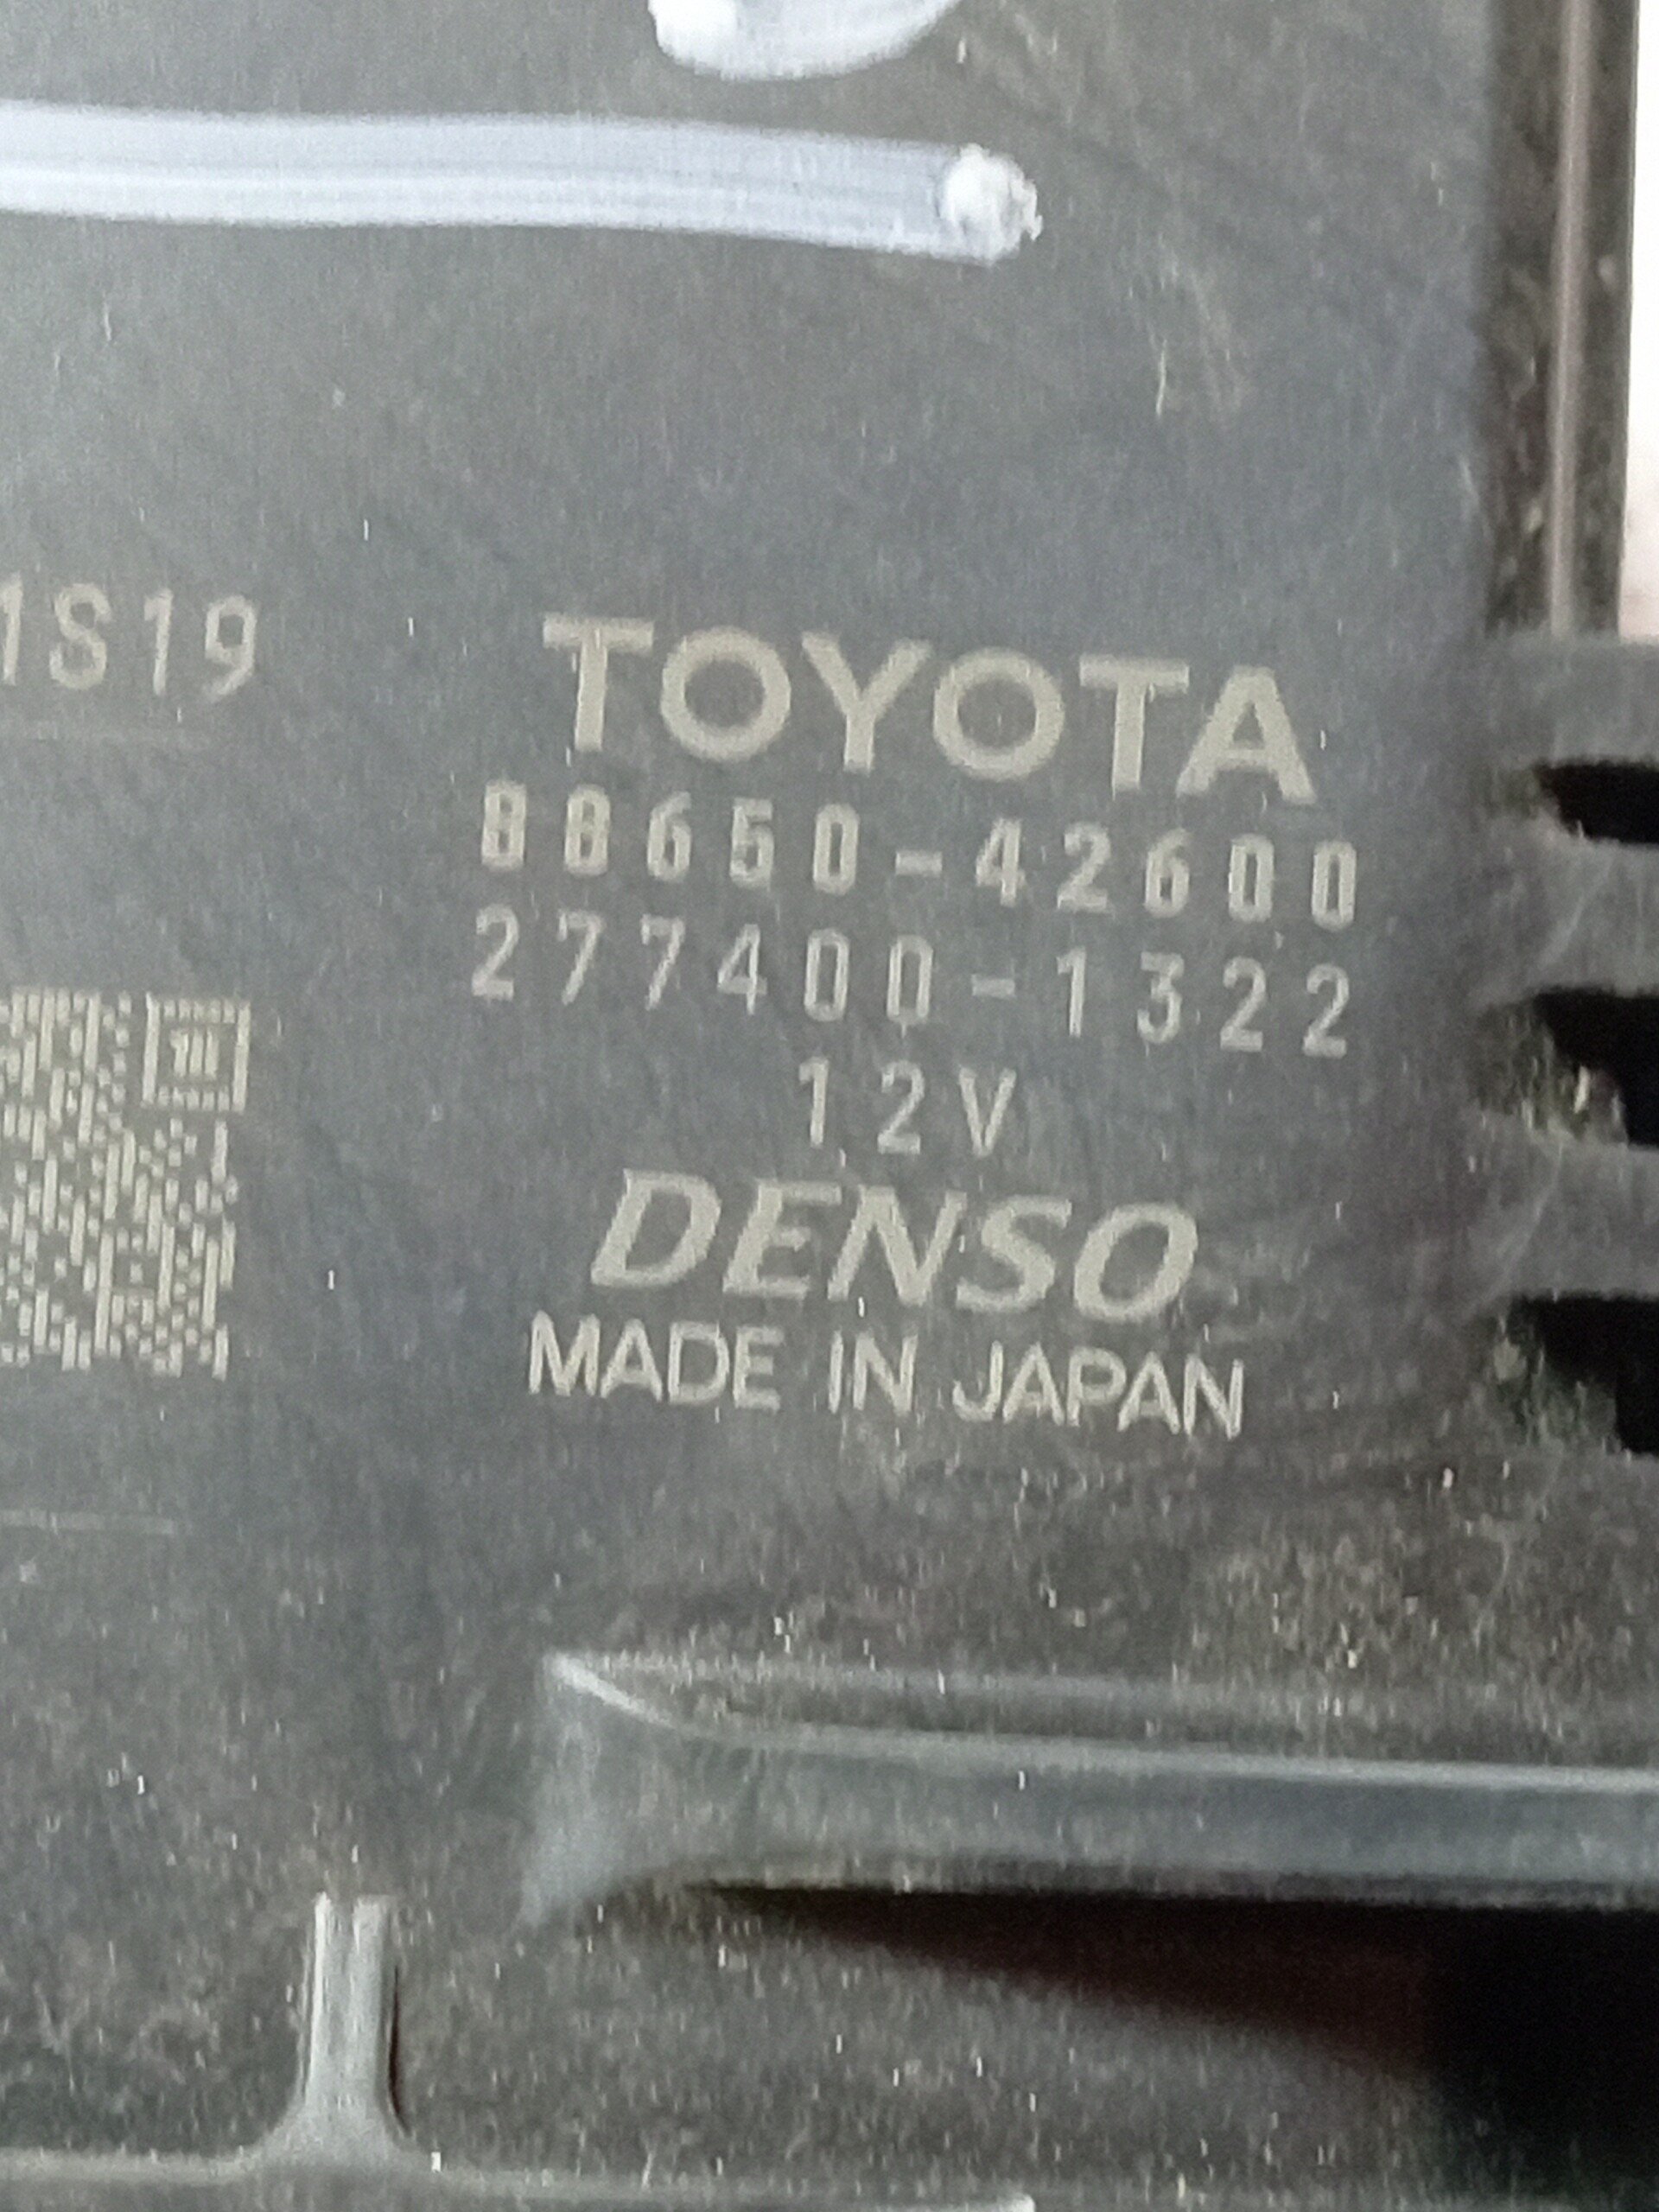 1S19
TOYOTA
88650-42600
277400-1322
12V
DENSO
MADE IN JAPAN